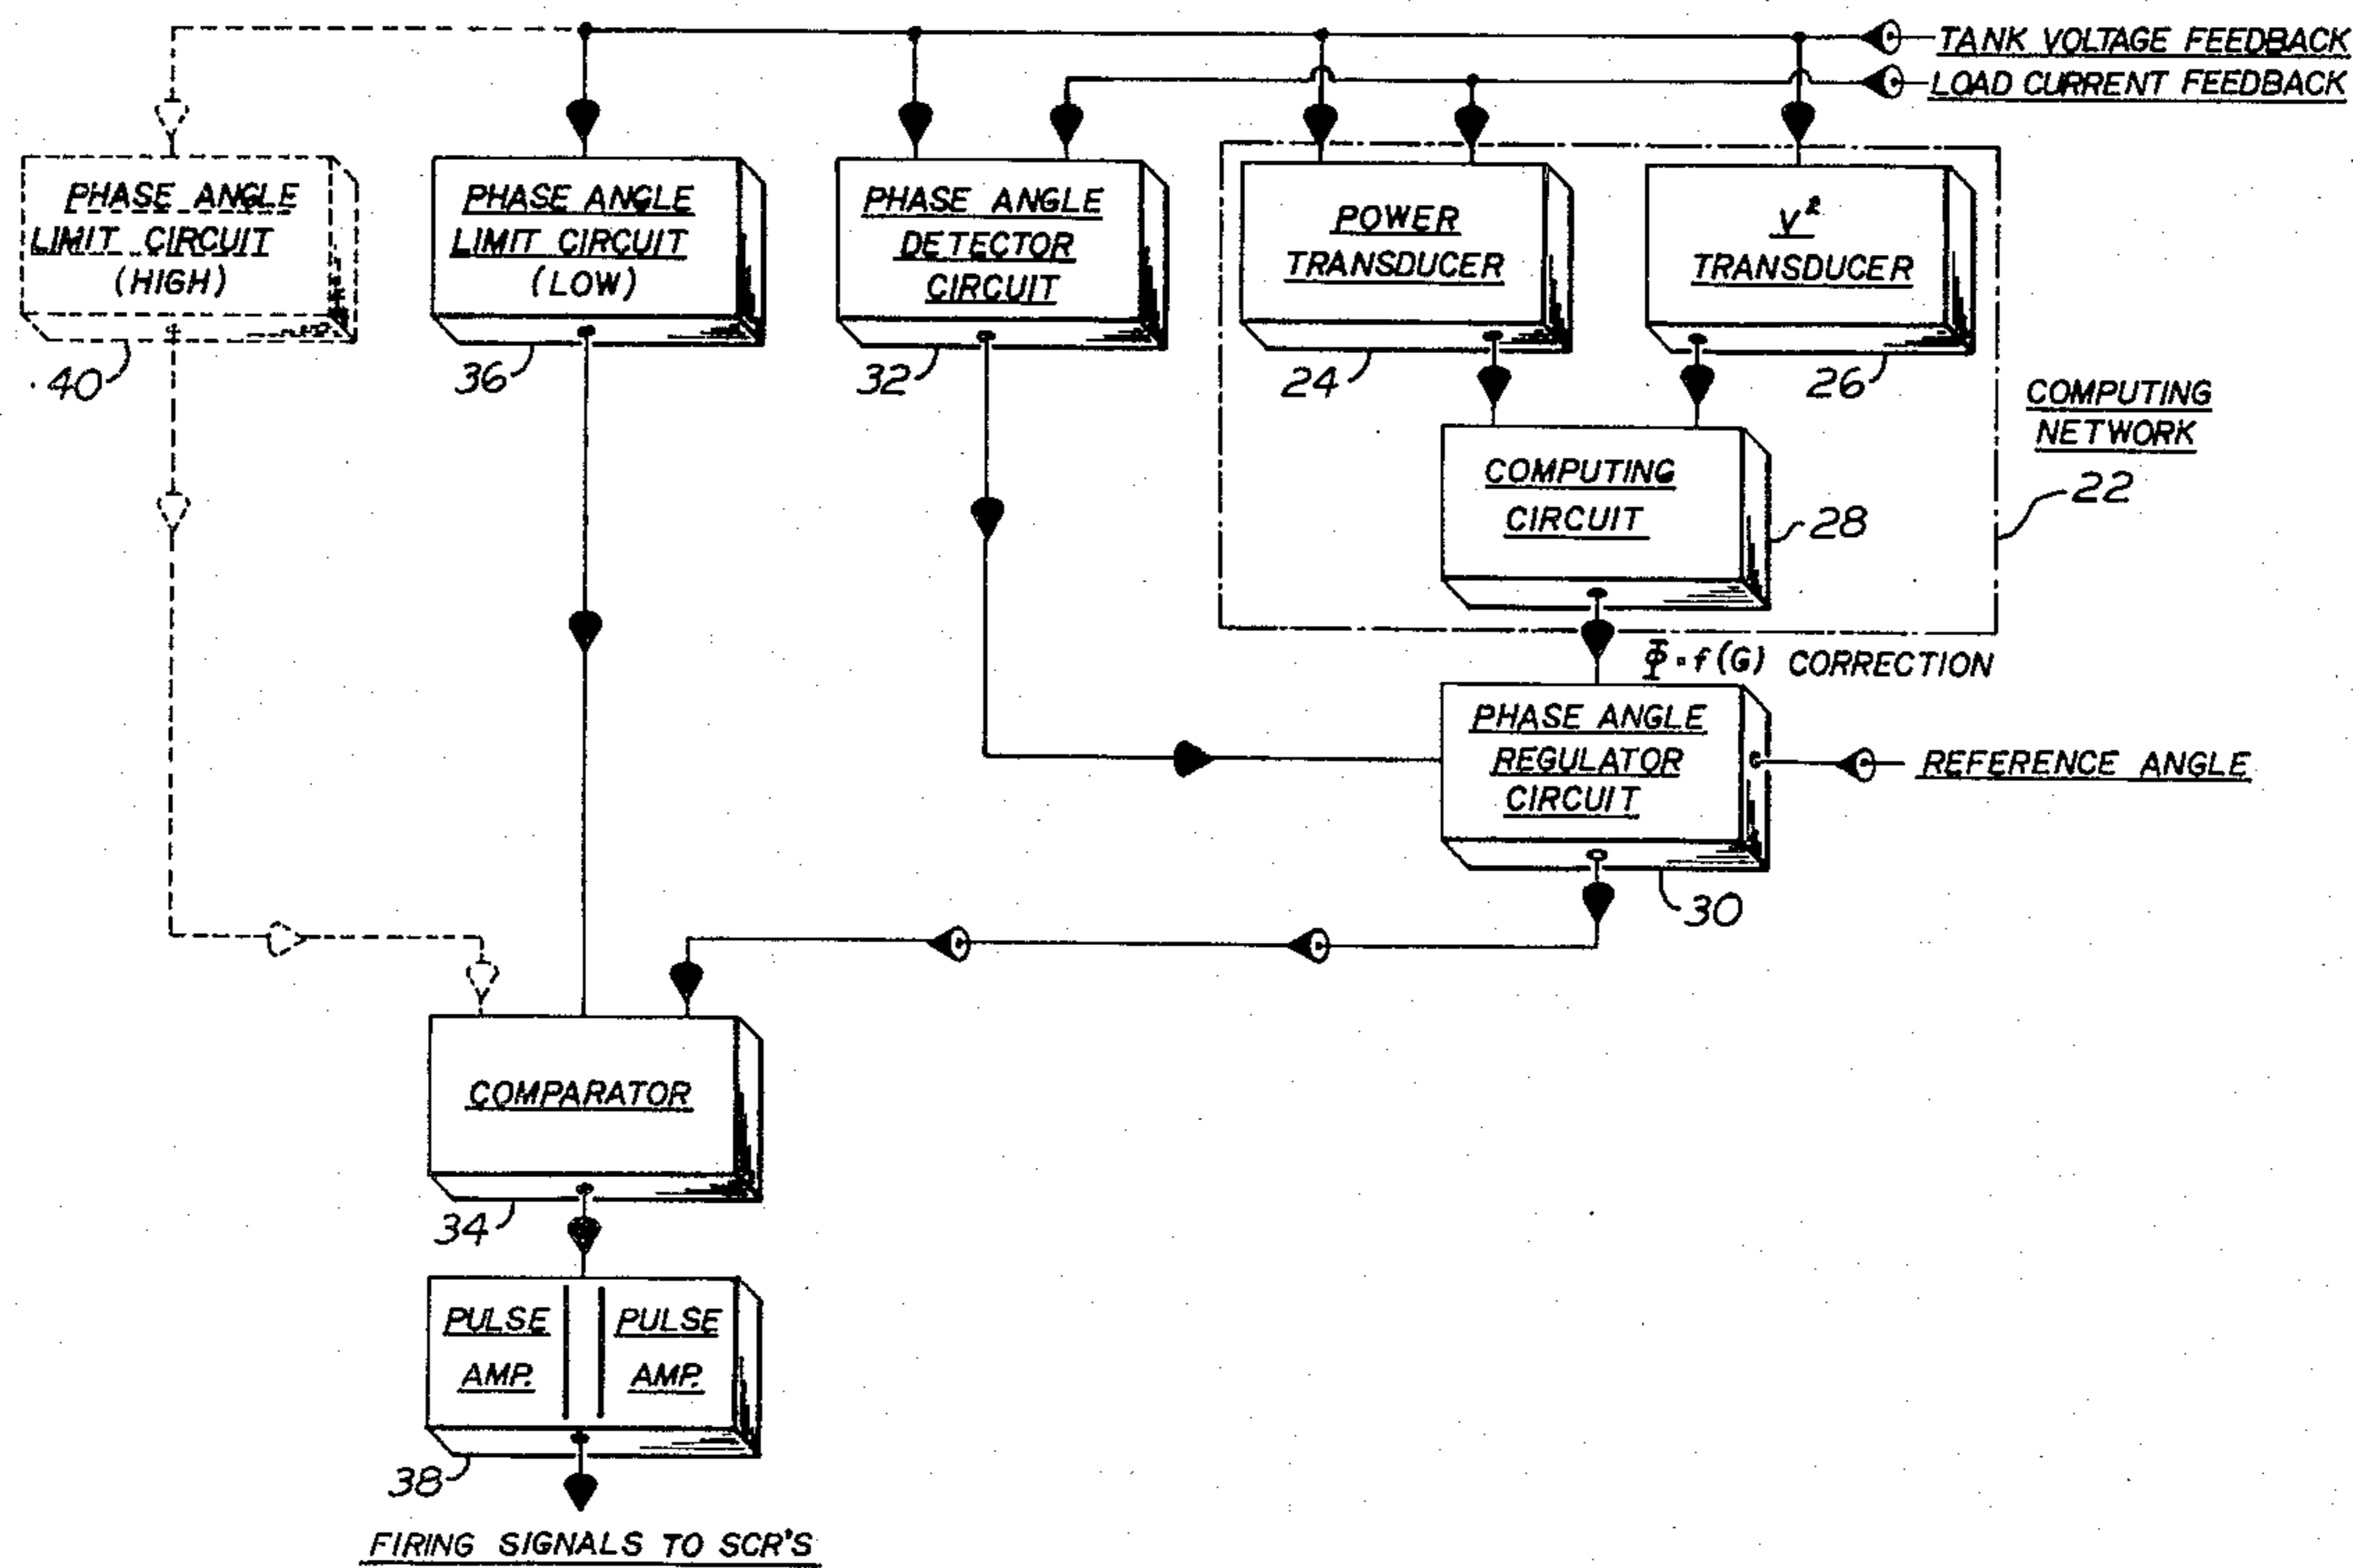 TANK VOLTAGE FEEDBACK
LOAD CURRENT FEEDBACK
PHASE ANGLE
LIMIT CIRCUIT
(HIGH)
40
PHASE ANGLE
LIMIT CIRCUIT
(LOW)
36
PHASE ANGLE
DETECTOR
CIRCUIT
32
POWER
TRANSDUCER
24
V²
TRANSDUCER
26
COMPUTING
NETWORK
22
COMPUTING
CIRCUIT
28
Φ=f(G) CORRECTION
PHASE ANGLE
REGULATOR
CIRCUIT
30
REFERENCE ANGLE
COMPARATOR
34
PULSE
AMP.
PULSE
AMP.
38
FIRING SIGNALS TO SCR'S